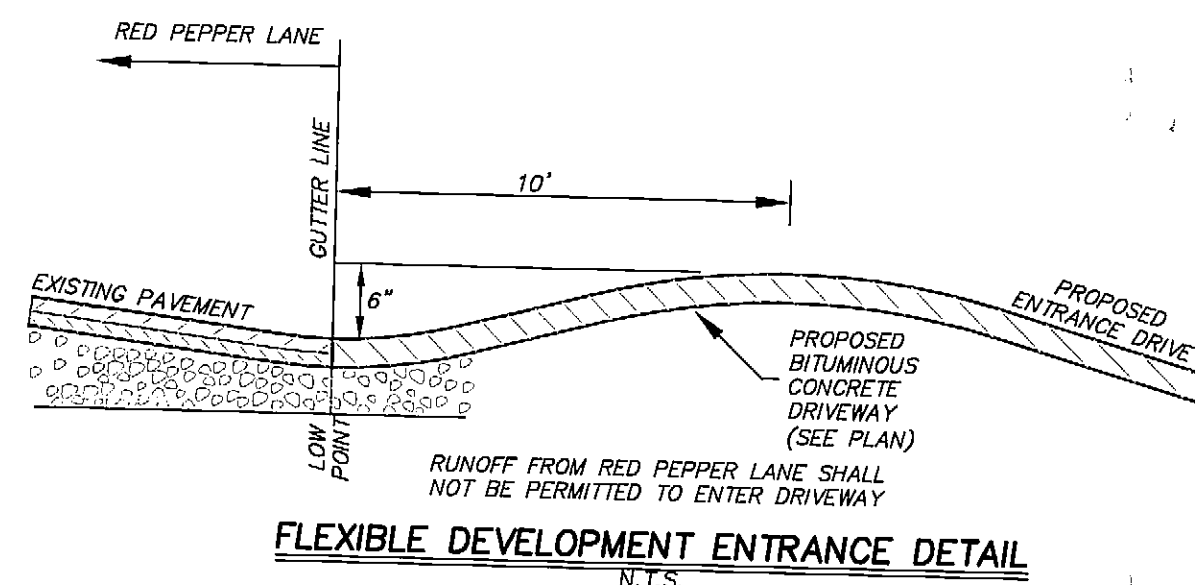 RED PEPPER LANE
GUTTER LINE
10'
6"
EXISTING PAVEMENT
PROPOSED
ENTRANCE DRIVE
PROPOSED
BITUMINOUS
CONCRETE
DRIVEWAY
(SEE PLAN)
LOW
POINT
RUNOFF FROM RED PEPPER LANE SHALL
NOT BE PERMITTED TO ENTER DRIVEWAY
FLEXIBLE DEVELOPMENT ENTRANCE DETAIL
N.T.S